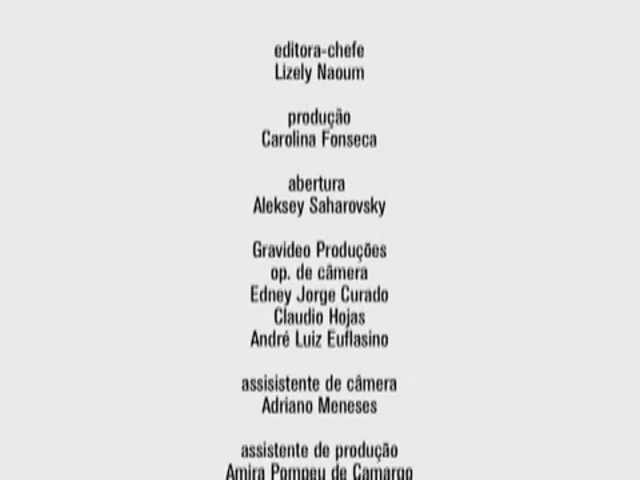 editora-chefe
Lizely Naoum
produção
Carolina Fonseca
abertura
Aleksey Saharovsky
Gravideo Produções
op. de câmera
Edney Jorge Curado
Claudio Hojas
André Luiz Euflasino
assisistente de câmera
Adriano Meneses
assistente de produção
Amira Pompeu de Camargo